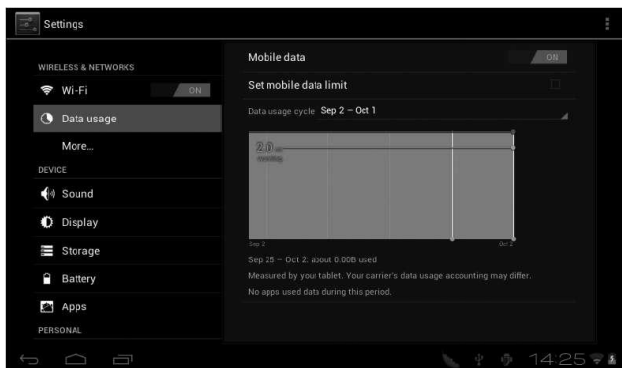 Settings
WIRELESS & NETWORKS
Wi-Fi ON
Data usage
More...
DEVICE
Sound
Display
Storage
Battery
Apps
PERSONAL
Mobile data ON
Set mobile data limit
Data usage cycle Sep 2 – Oct 1
2.0
warning
Sep 2 Oct 2
Sep 25 – Oct 2: about 0.00B used
Measured by your tablet. Your carrier's data usage accounting may differ.
No apps used data during this period.
14:25